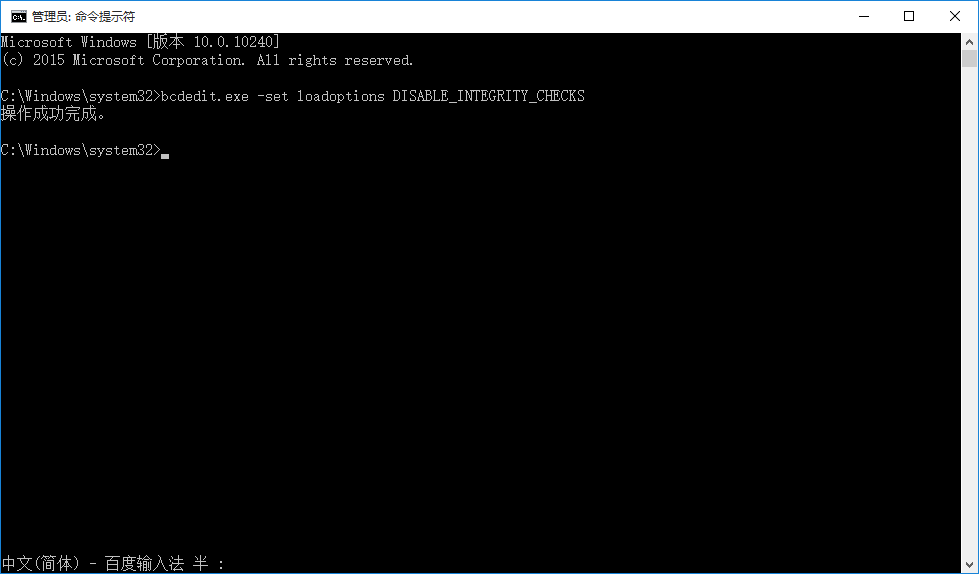 管理员: 命令提示符
Microsoft Windows [版本 10.0.10240]
(c) 2015 Microsoft Corporation. All rights reserved.
C:\Windows\system32>bcdedit.exe -set loadoptions DISABLE_INTEGRITY_CHECKS
操作成功完成。
C:\Windows\system32>
中文(简体) - 百度输入法 半 :